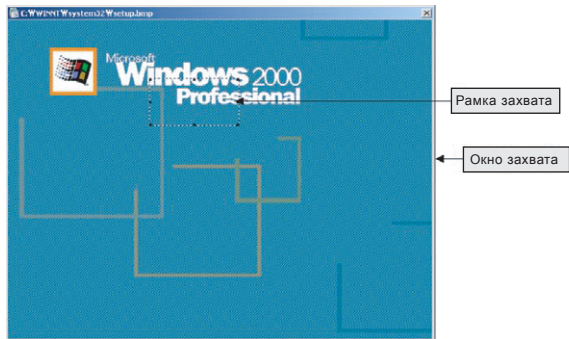 C:\WINNT\system32\setup.bmp
Microsoft
Windows 2000
Professional
Рамка захвата
Окно захвата